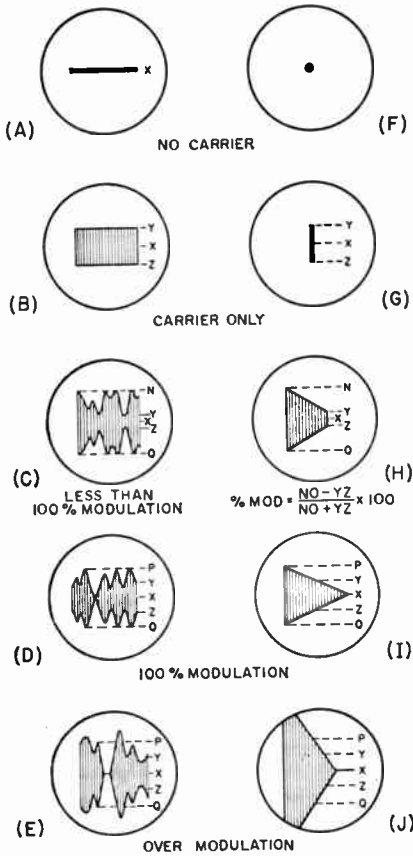 X
(A)
(F)
NO CARRIER
Y
X
Z
Y
X
Z
(B)
(G)
CARRIER ONLY
N
Y
X
Z
Q
N
Y
X
Z
Q
(C)
(H)
LESS THAN
100% MODULATION
% MOD = NO-YZ / NO+YZ × 100
P
Y
X
Z
Q
P
Y
X
Z
Q
(D)
(I)
100% MODULATION
P
Y
X
Z
Q
P
Y
X
Z
Q
(E)
(J)
OVER MODULATION